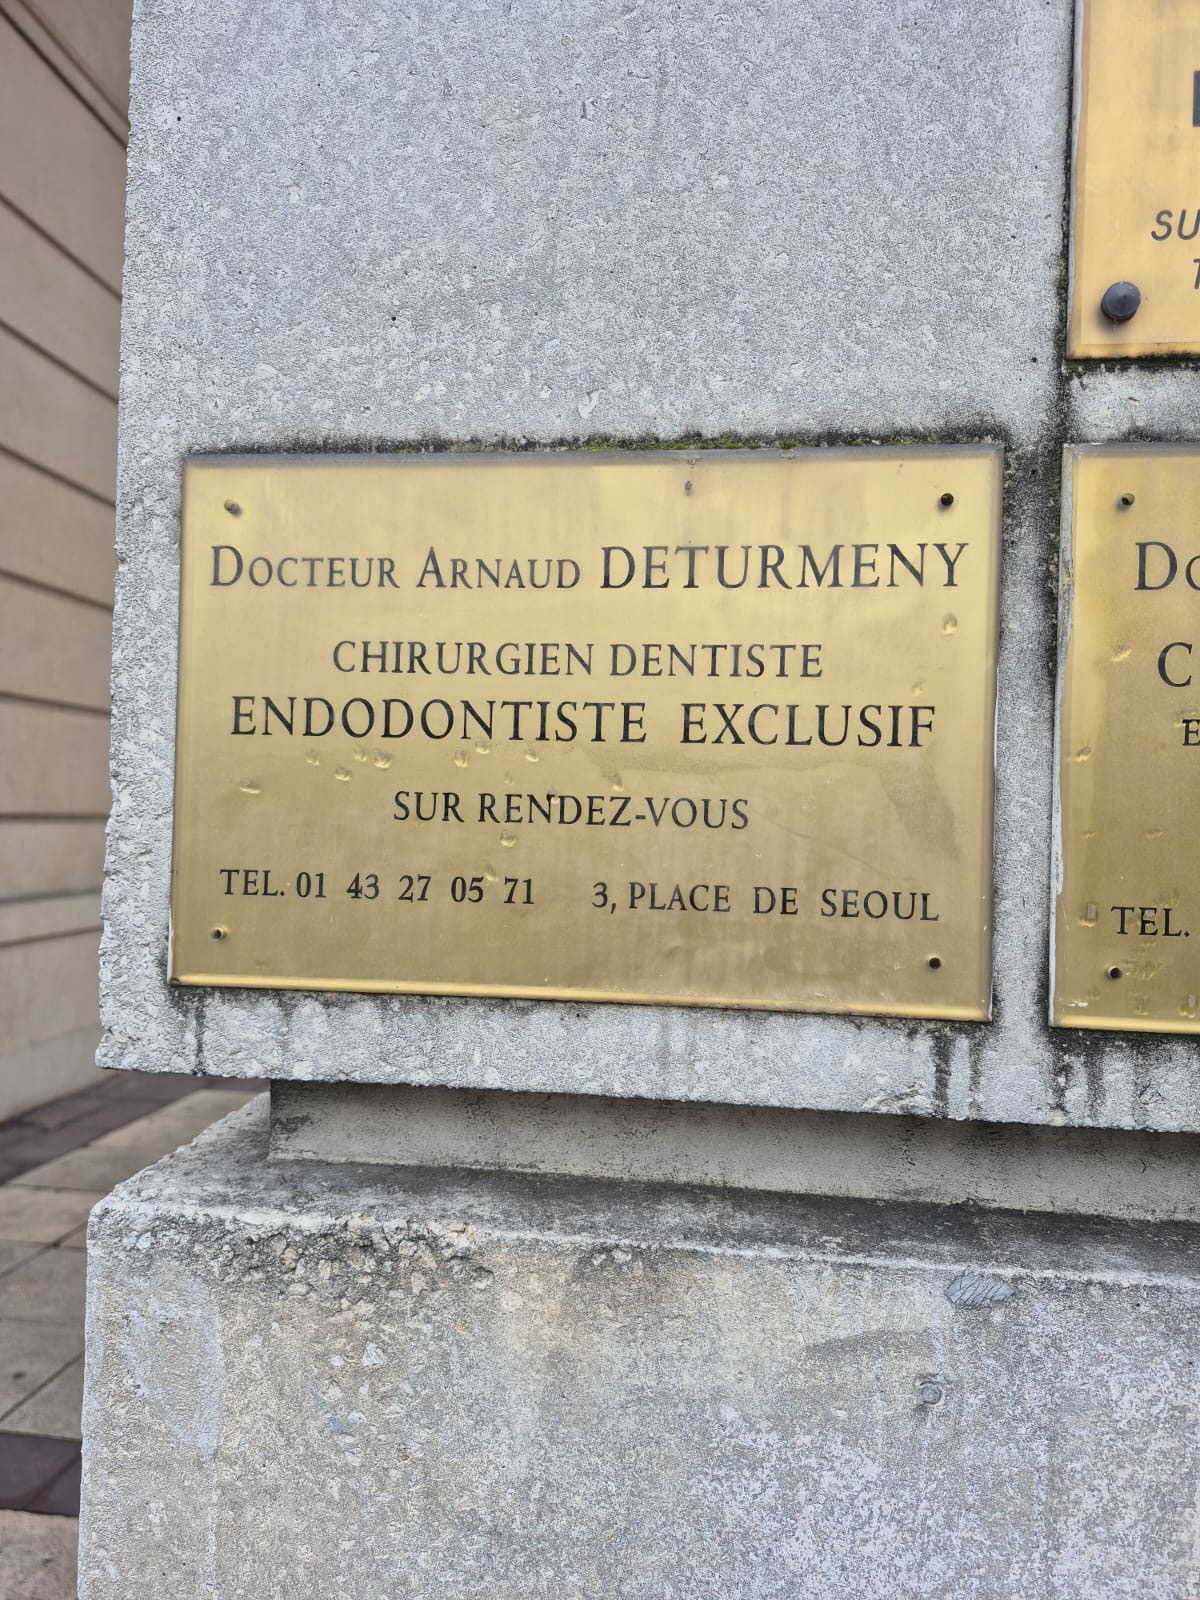 Docteur Arnaud DETURMENY
CHIRURGIEN DENTISTE
ENDODONTISTE EXCLUSIF
SUR RENDEZ-VOUS
TEL. 01 43 27 05 71 3, PLACE DE SEOUL
TEL.